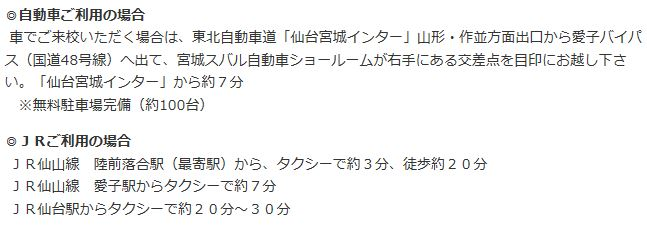 ◎自動車ご利用の場合
車でご来校いただく場合は、東北自動車道「仙台宮城インター」山形・作並方面出口から愛子バイパ
ス（国道48号線）へ出て、宮城スバル自動車ショールームが右手にある交差点を目印にお越し下さ
い。「仙台宮城インター」から約７分
※無料駐車場完備（約100台）
◎ＪＲご利用の場合
ＪＲ仙山線　陸前落合駅（最寄駅）から、タクシーで約３分、徒歩約２０分
ＪＲ仙山線　愛子駅からタクシーで約７分
ＪＲ仙台駅からタクシーで約２０分～３０分